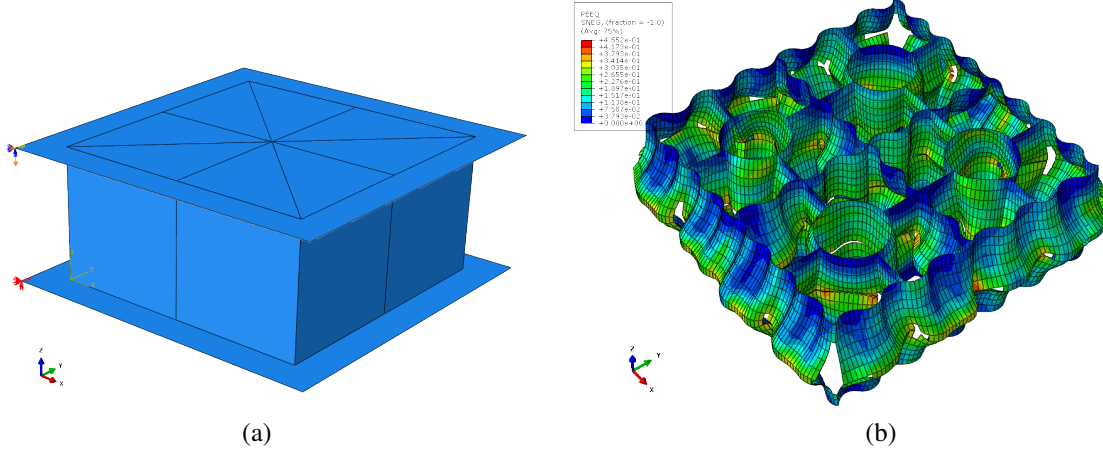 PEEQ
SNEG, (fraction = -1.0)
(Avg: 75%)
+4.552e-01
+4.173e-01
+3.793e-01
+3.414e-01
+3.035e-01
+2.655e-01
+2.276e-01
+1.897e-01
+1.517e-01
+1.138e-01
+7.587e-02
+3.793e-02
+0.000e+00
Z
Y
X
Z
Y
X
(a)
(b)